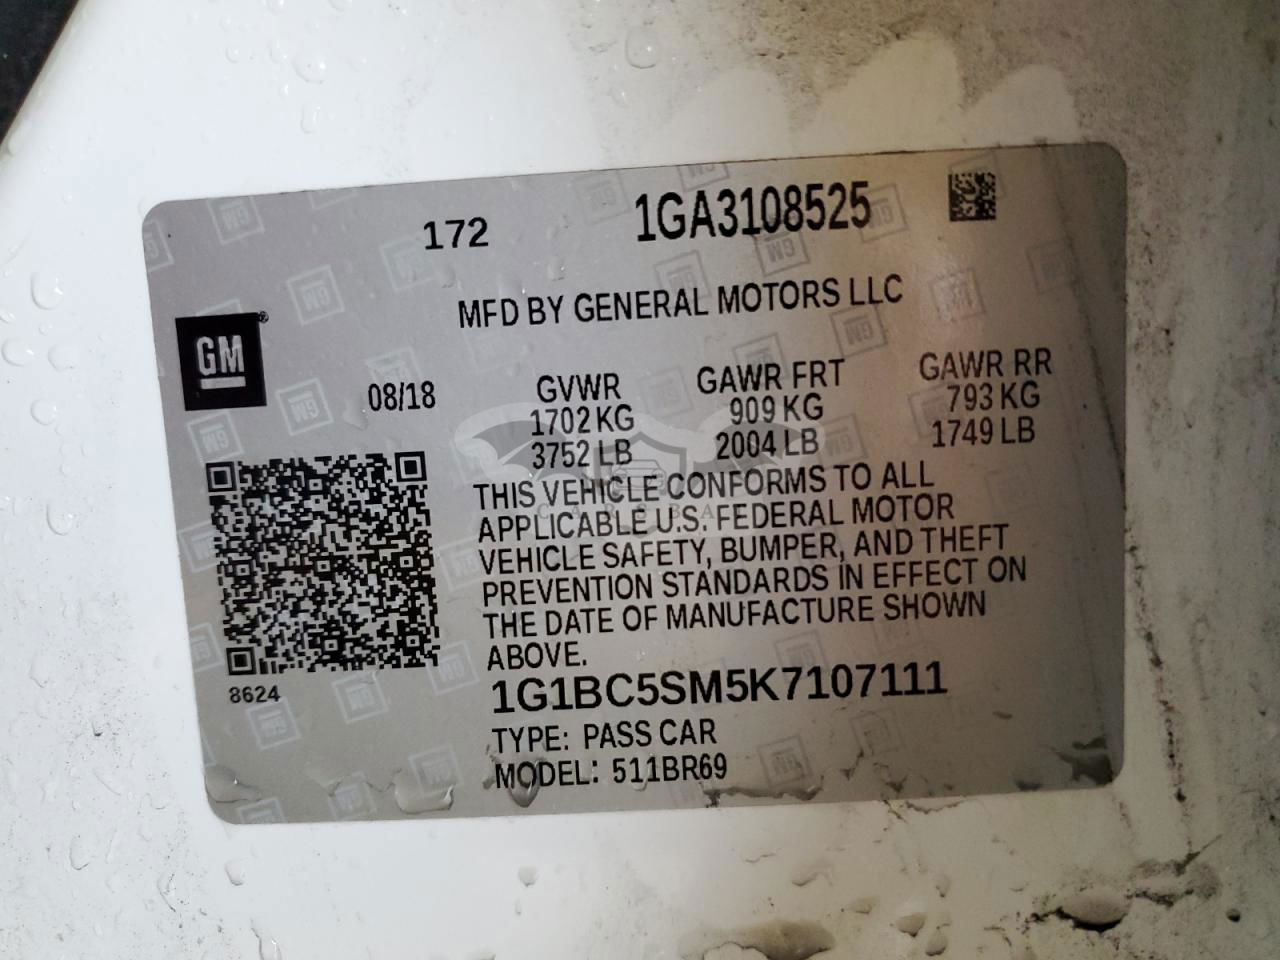 172
1GA3108525
MFD BY GENERAL MOTORS LLC
GM
08/18
GVWR
1702 KG
3752 LB
GAWR FRT
909 KG
2004 LB
GAWR RR
793 KG
1749 LB
THIS VEHICLE CONFORMS TO ALL
APPLICABLE U.S. FEDERAL MOTOR
VEHICLE SAFETY, BUMPER, AND THEFT
PREVENTION STANDARDS IN EFFECT ON
THE DATE OF MANUFACTURE SHOWN
ABOVE.
8624
1G1BC5SM5K7107111
TYPE: PASS CAR
MODEL: 511BR69